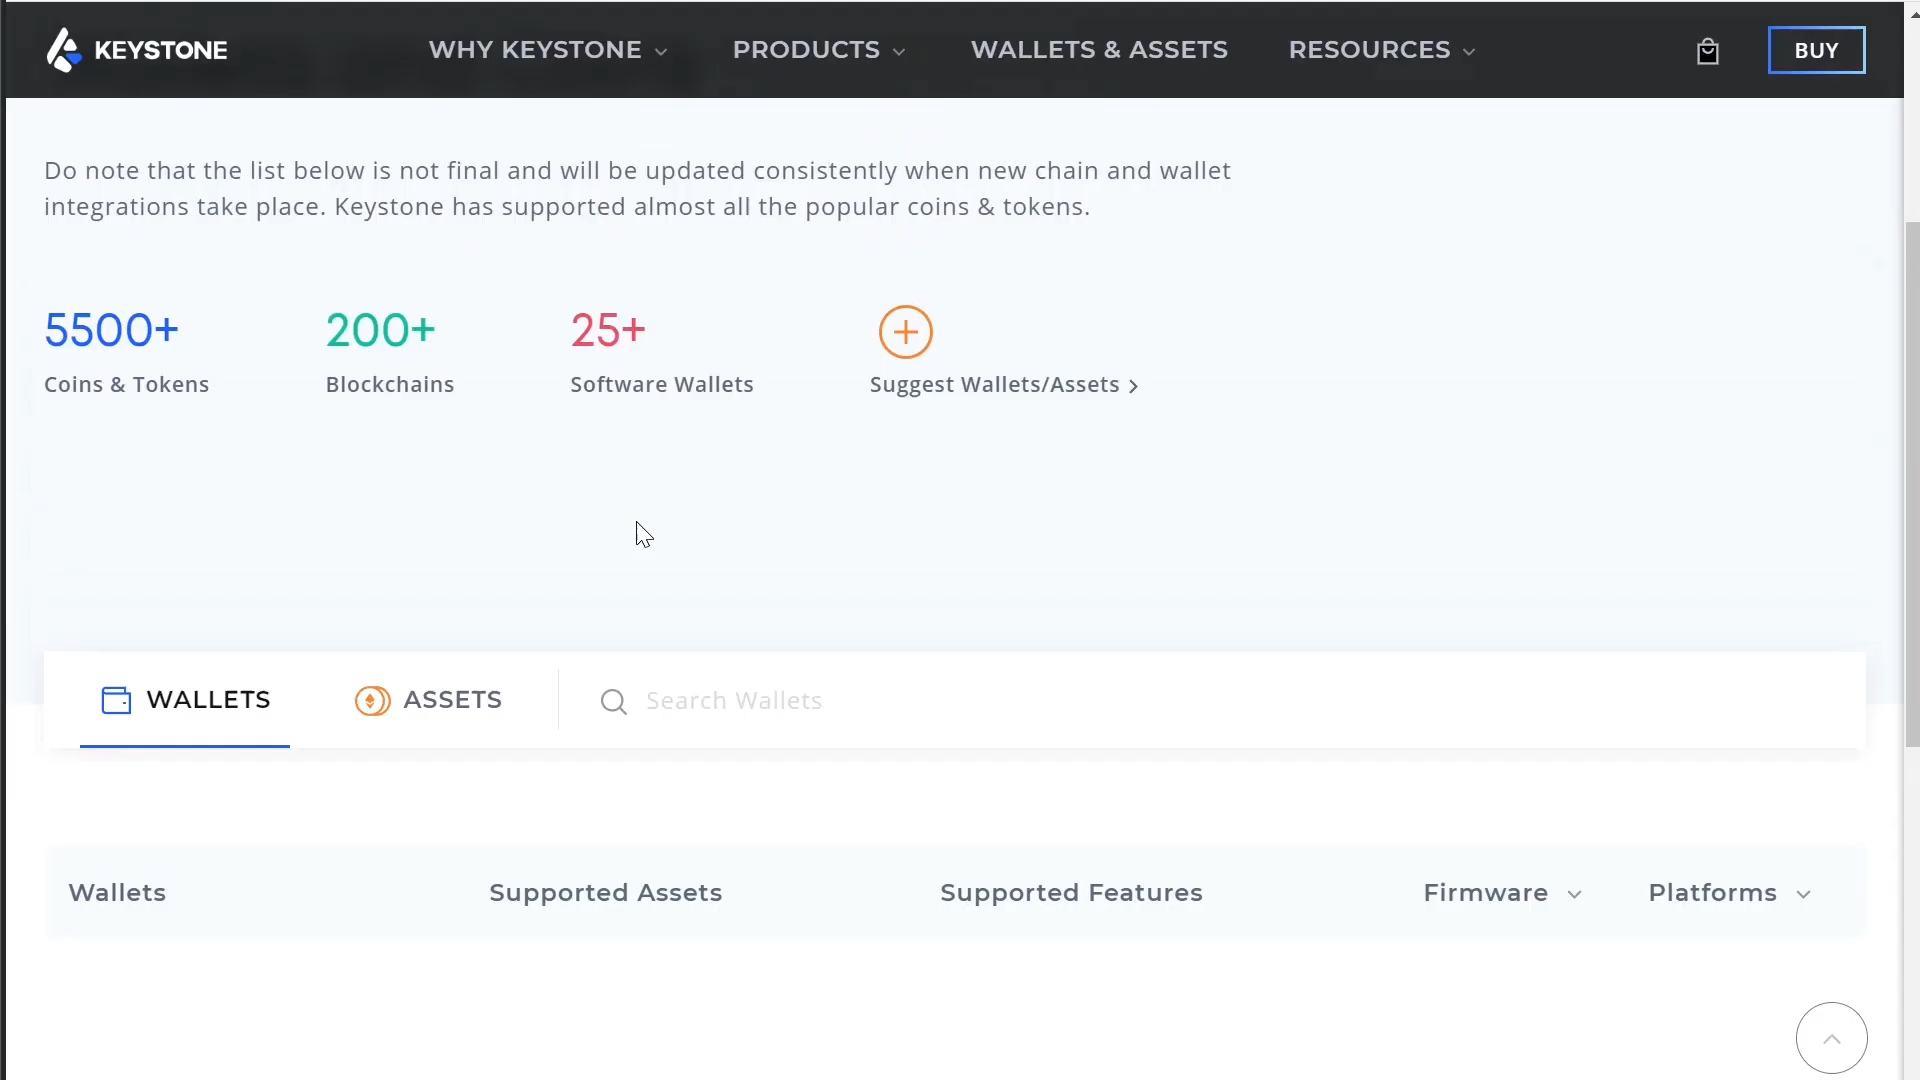 KEYSTONE WHY KEYSTONE PRODUCTS WALLETS & ASSETS RESOURCES BUY
Do note that the list below is not final and will be updated consistently when new chain and wallet
integrations take place. Keystone has supported almost all the popular coins & tokens.
5500+ 200+ 25+
Coins & Tokens Blockchains Software Wallets Suggest Wallets/Assets >
WALLETS ASSETS Search Wallets
Wallets Supported Assets Supported Features Firmware Platforms